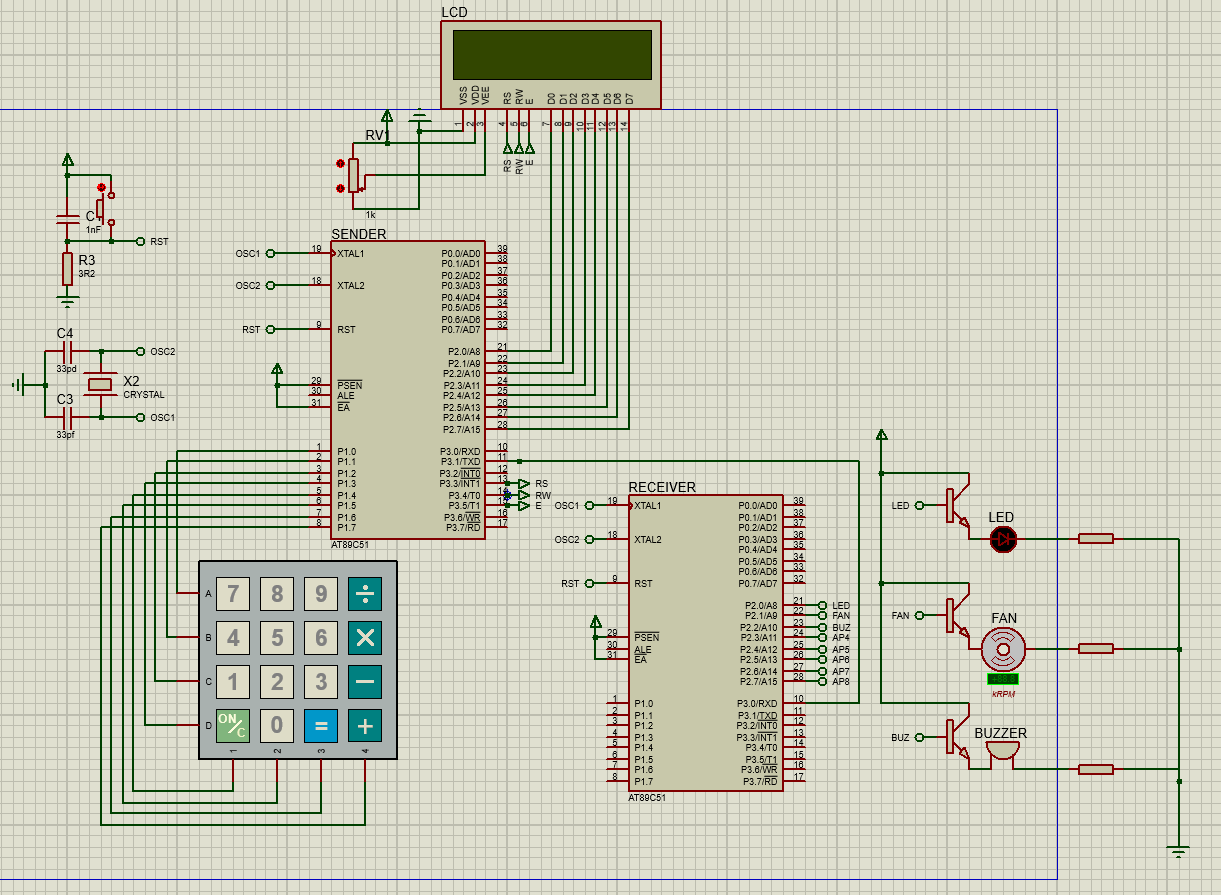 LCD
VSS VDD VEE RS RW E D0 D1 D2 D3 D4 D5 D6 D7
1 2 3 4 5 6 7 8 9 10 11 12 13 14
RS RW E
RV1
1k
C
1nF
RST
R3
3R2
C4
33pd
OSC2
X2
CRYSTAL
C3
33pf
OSC1
SENDER
OSC1 19 XTAL1
OSC2 18 XTAL2
RST 9 RST
29 PSEN
30 ALE
31 EA
1 P1.0
2 P1.1
3 P1.2
4 P1.3
5 P1.4
6 P1.5
7 P1.6
8 P1.7
P0.0/AD0 39
P0.1/AD1 38
P0.2/AD2 37
P0.3/AD3 36
P0.4/AD4 35
P0.5/AD5 34
P0.6/AD6 33
P0.7/AD7 32
P2.0/A8 21
P2.1/A9 22
P2.2/A10 23
P2.3/A11 24
P2.4/A12 25
P2.5/A13 26
P2.6/A14 27
P2.7/A15 28
P3.0/RXD 10
P3.1/TXD 11
P3.2/INT0 12
P3.3/INT1 13 RS
P3.4/T0 RW
P3.5/T1 E
P3.6/WR 16
P3.7/RD 17
AT89C51
A 7 8 9 ÷
B 4 5 6 ×
C 1 2 3 −
D ON/C 0 = +
1 2 3 4
RECEIVER
OSC1 19 XTAL1
OSC2 18 XTAL2
RST 9 RST
29 PSEN
30 ALE
31 EA
1 P1.0
2 P1.1
3 P1.2
4 P1.3
5 P1.4
6 P1.5
7 P1.6
8 P1.7
P0.0/AD0 39
P0.1/AD1 38
P0.2/AD2 37
P0.3/AD3 36
P0.4/AD4 35
P0.5/AD5 34
P0.6/AD6 33
P0.7/AD7 32
P2.0/A8 21 LED
P2.1/A9 22 FAN
P2.2/A10 23 BUZ
P2.3/A11 24 AP4
P2.4/A12 25 AP5
P2.5/A13 26 AP6
P2.6/A14 27 AP7
P2.7/A15 28 AP8
P3.0/RXD 10
P3.1/TXD 11
P3.2/INT0 12
P3.3/INT1 13
P3.4/T0 14
P3.5/T1 15
P3.6/WR 16
P3.7/RD 17
AT89C51
LED
LED
FAN
FAN
kRPM
BUZ
BUZZER